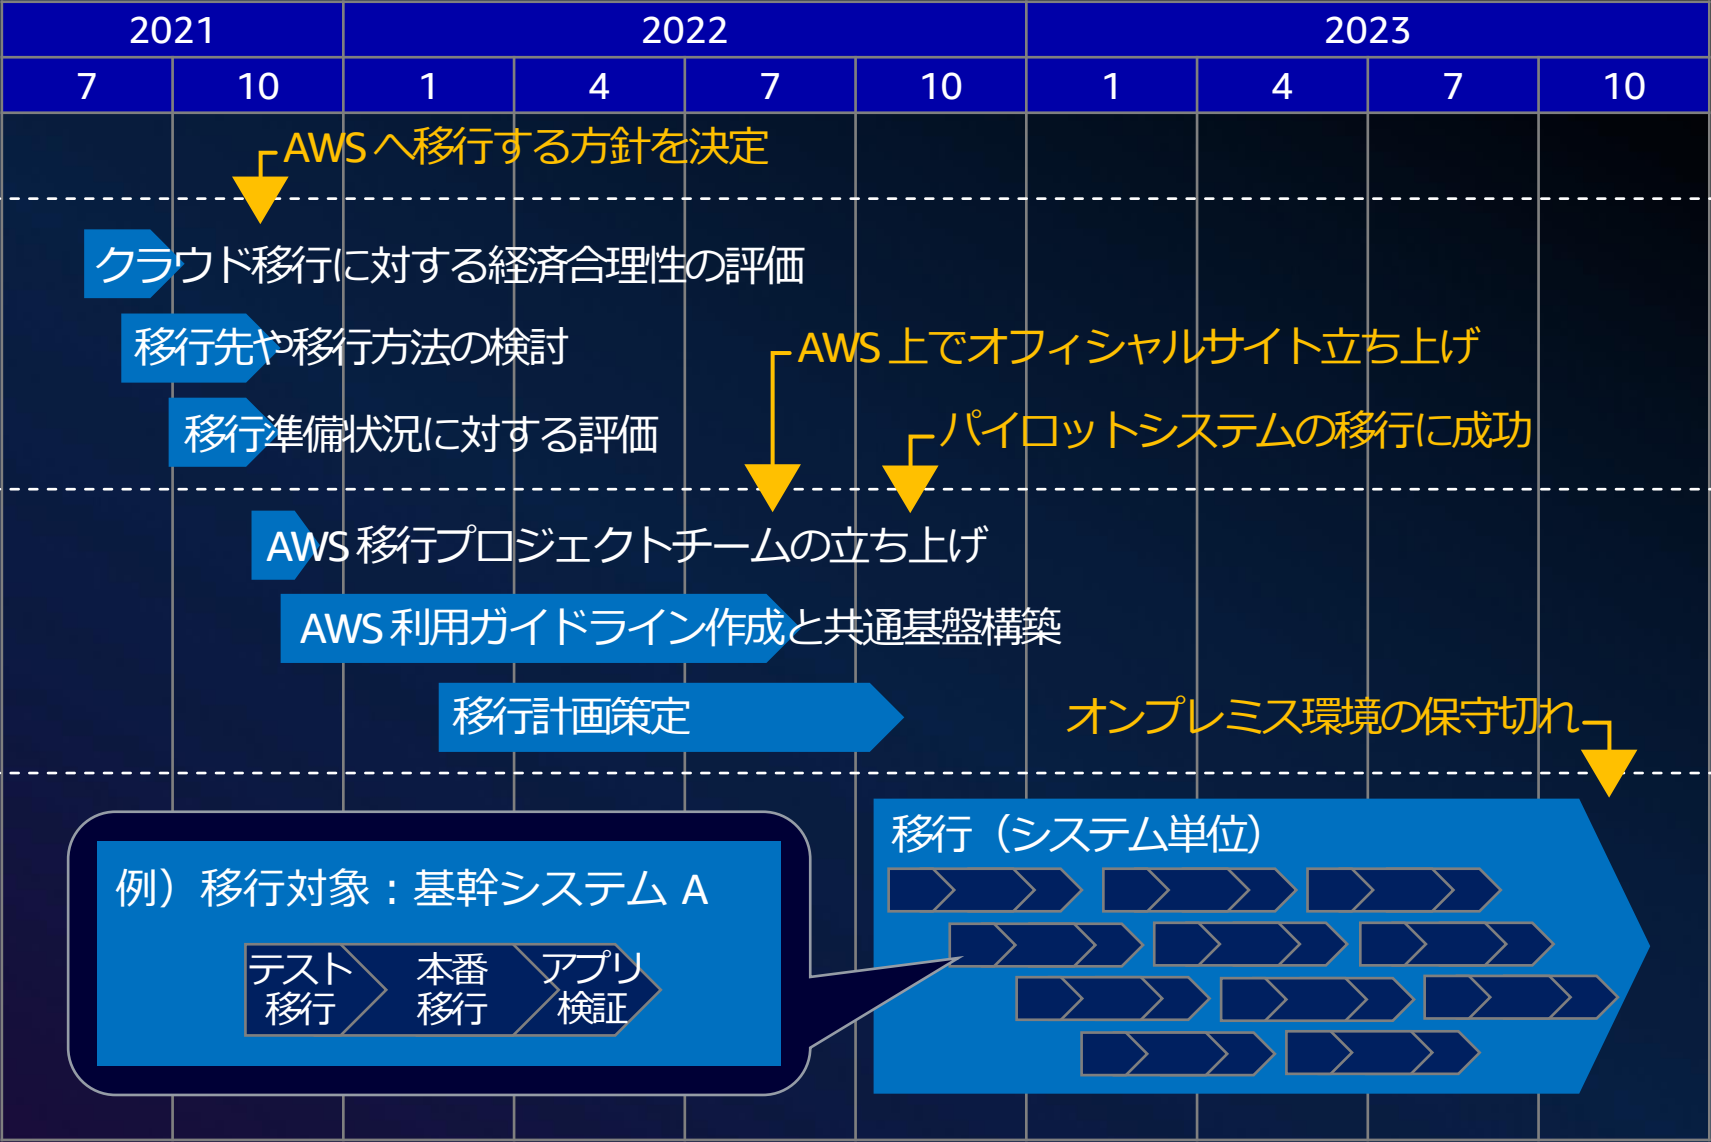 2021 2022 2023
7 10 1 4 7 10 1 4 7 10
AWS へ移行する方針を決定
クラウド移行に対する経済合理性の評価
移行先や移行方法の検討
AWS 上でオフィシャルサイト立ち上げ
移行準備状況に対する評価
パイロットシステムの移行に成功
AWS 移行プロジェクトチームの立ち上げ
AWS 利用ガイドライン作成と共通基盤構築
移行計画策定
オンプレミス環境の保守切れ
移行（システム単位）
例）移行対象：基幹システム A
テスト
移行
本番
移行
アプリ
検証